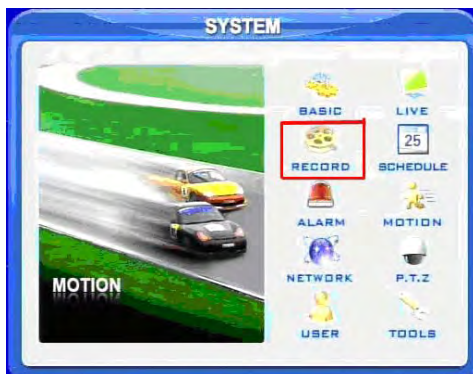 SYSTEM
BASIC LIVE
RECORD 25 SCHEDULE
ALARM MOTION
NETWORK P.T.Z
MOTION
USER TOOLS